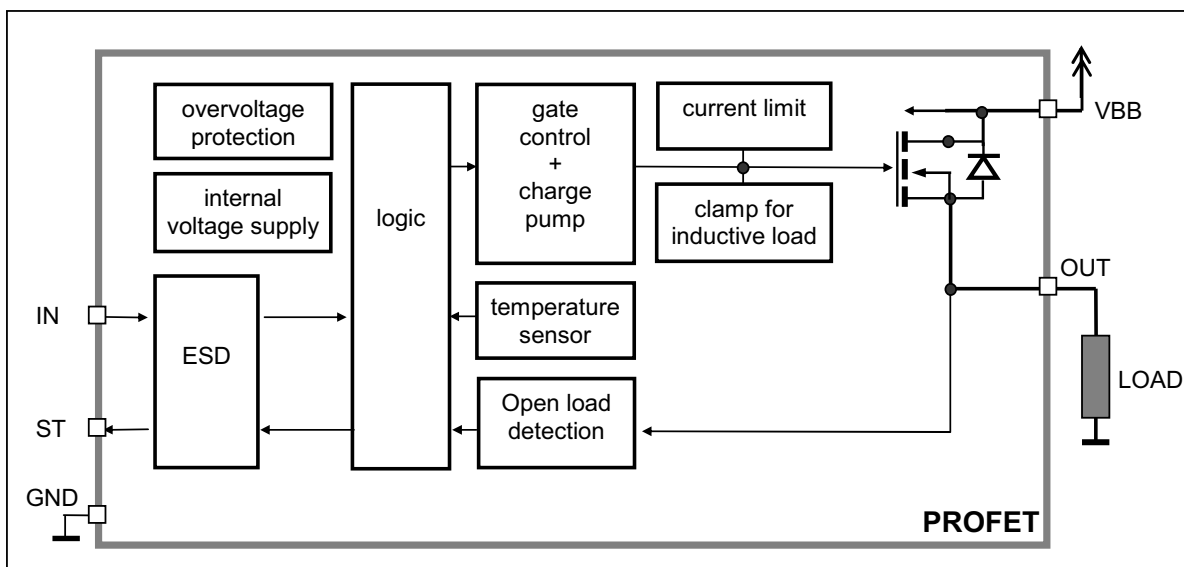 overvoltage
protection
internal
voltage supply
logic
gate
control
+
charge
pump
current limit
clamp for
inductive load
VBB
OUT
IN
ESD
temperature
sensor
LOAD
ST
Open load
detection
GND
PROFET